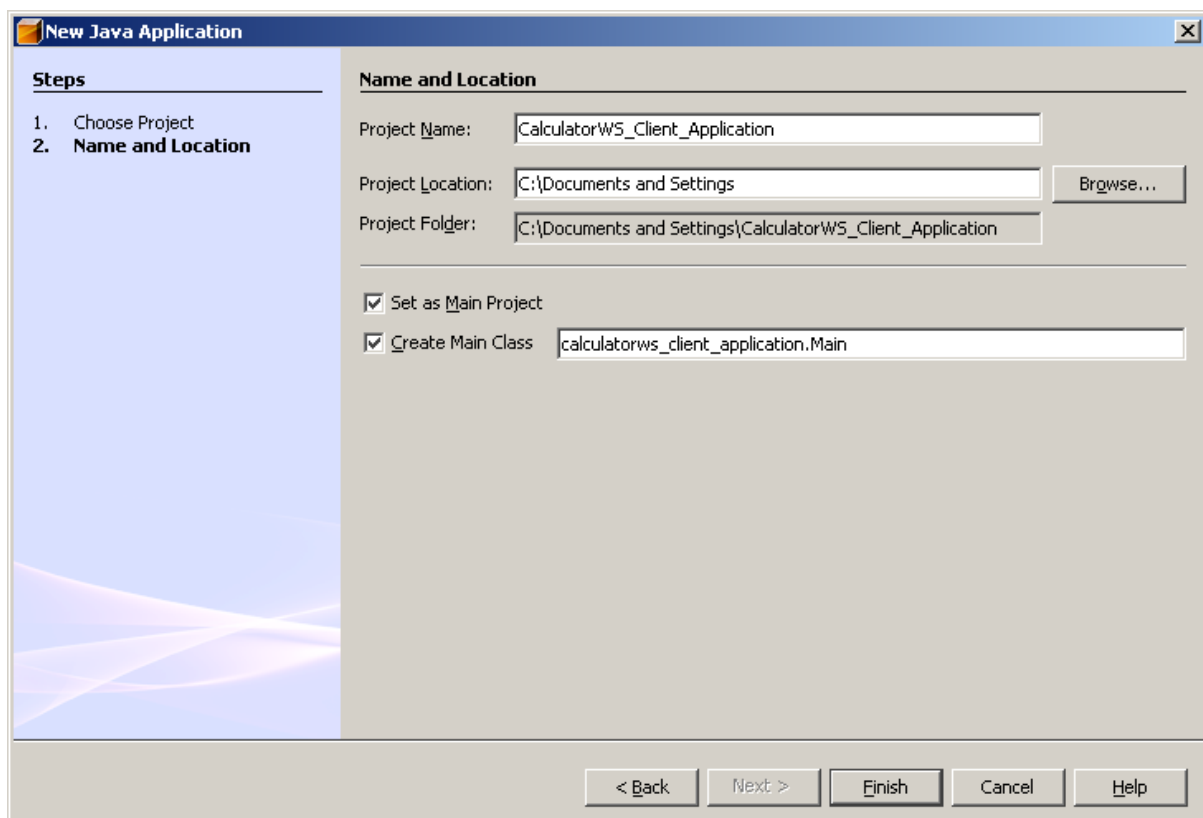 New Java Application
Steps
1. Choose Project
2. Name and Location
Name and Location
Project Name: CalculatorWS_Client_Application
Project Location: C:\Documents and Settings Browse...
Project Folder: C:\Documents and Settings\CalculatorWS_Client_Application
Set as Main Project
Create Main Class calculatorws_client_application.Main
< Back Next > Finish Cancel Help